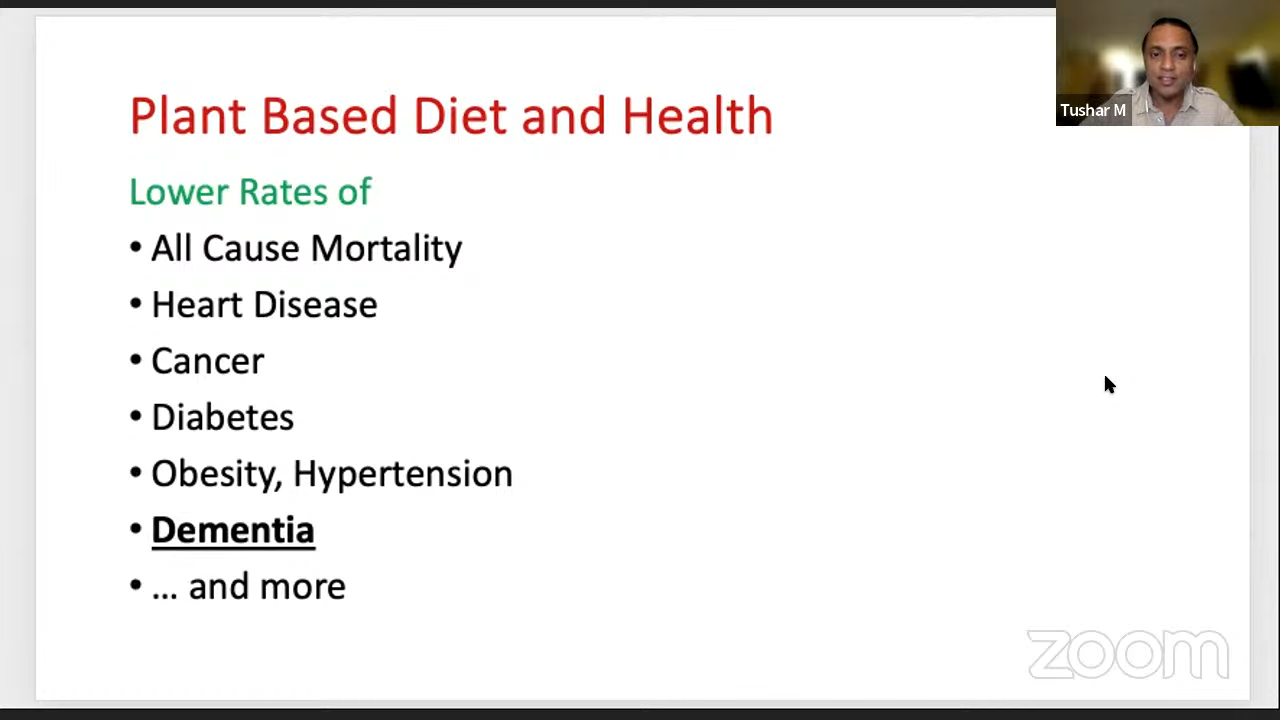 Plant Based Diet and Health
Lower Rates of
• All Cause Mortality
• Heart Disease
• Cancer
• Diabetes
• Obesity, Hypertension
• Dementia
• ... and more
Tushar M
zoom